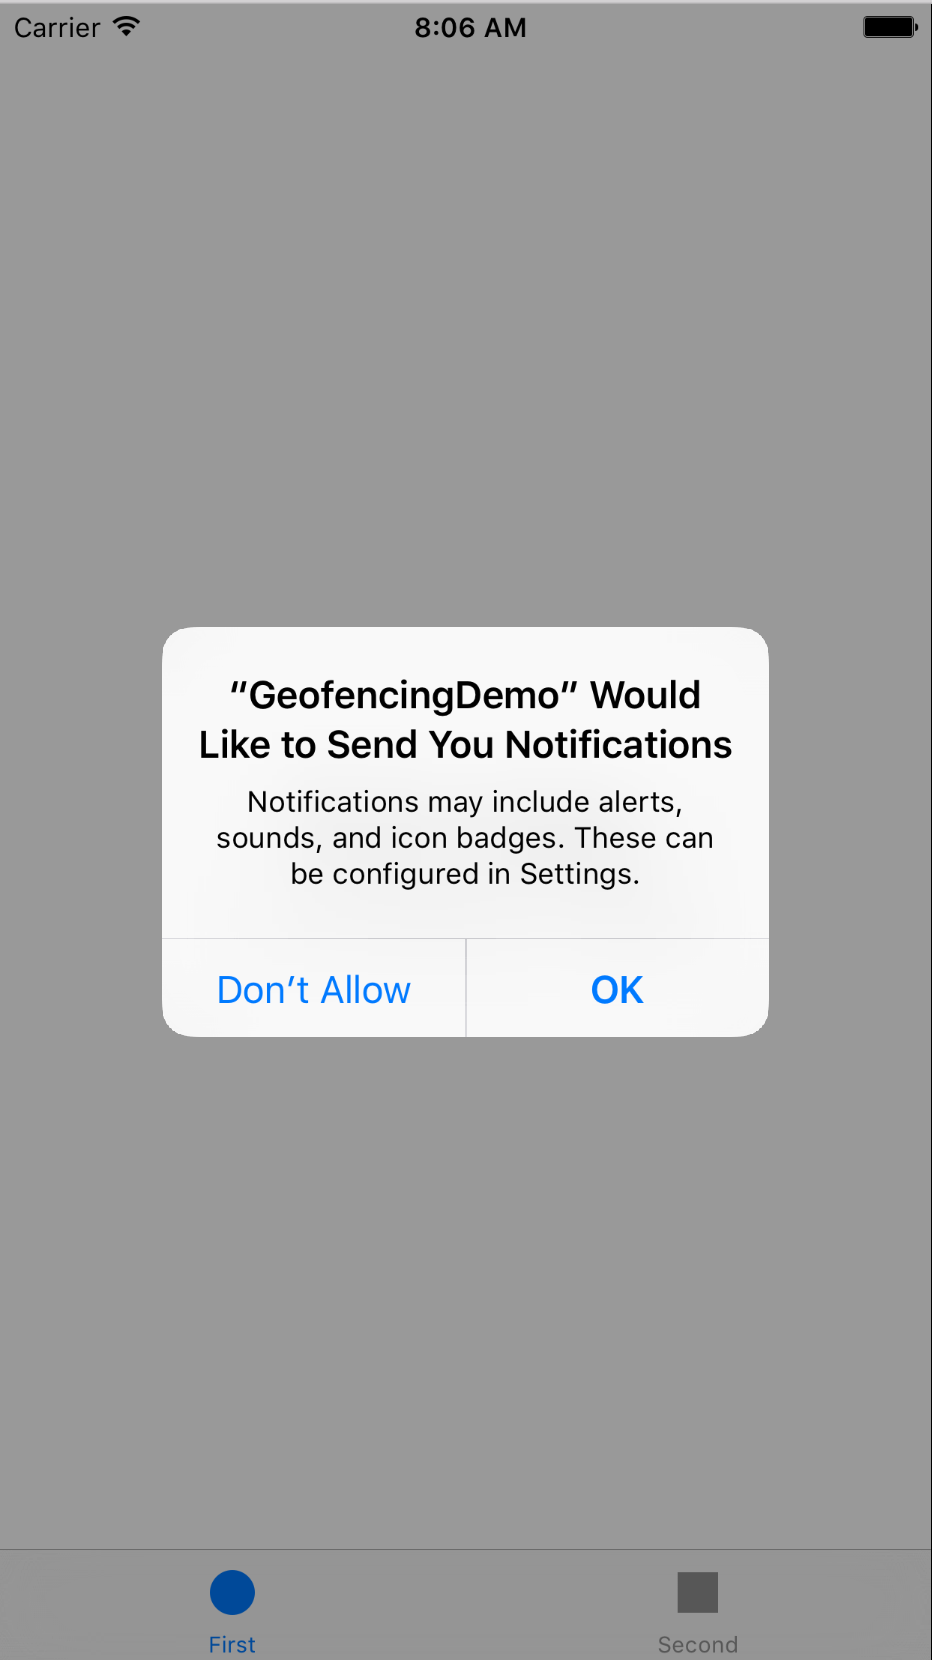 Carrier 8:06 AM
“GeofencingDemo” Would
Like to Send You Notifications
Notifications may include alerts,
sounds, and icon badges. These can
be configured in Settings.
Don’t Allow OK
First Second